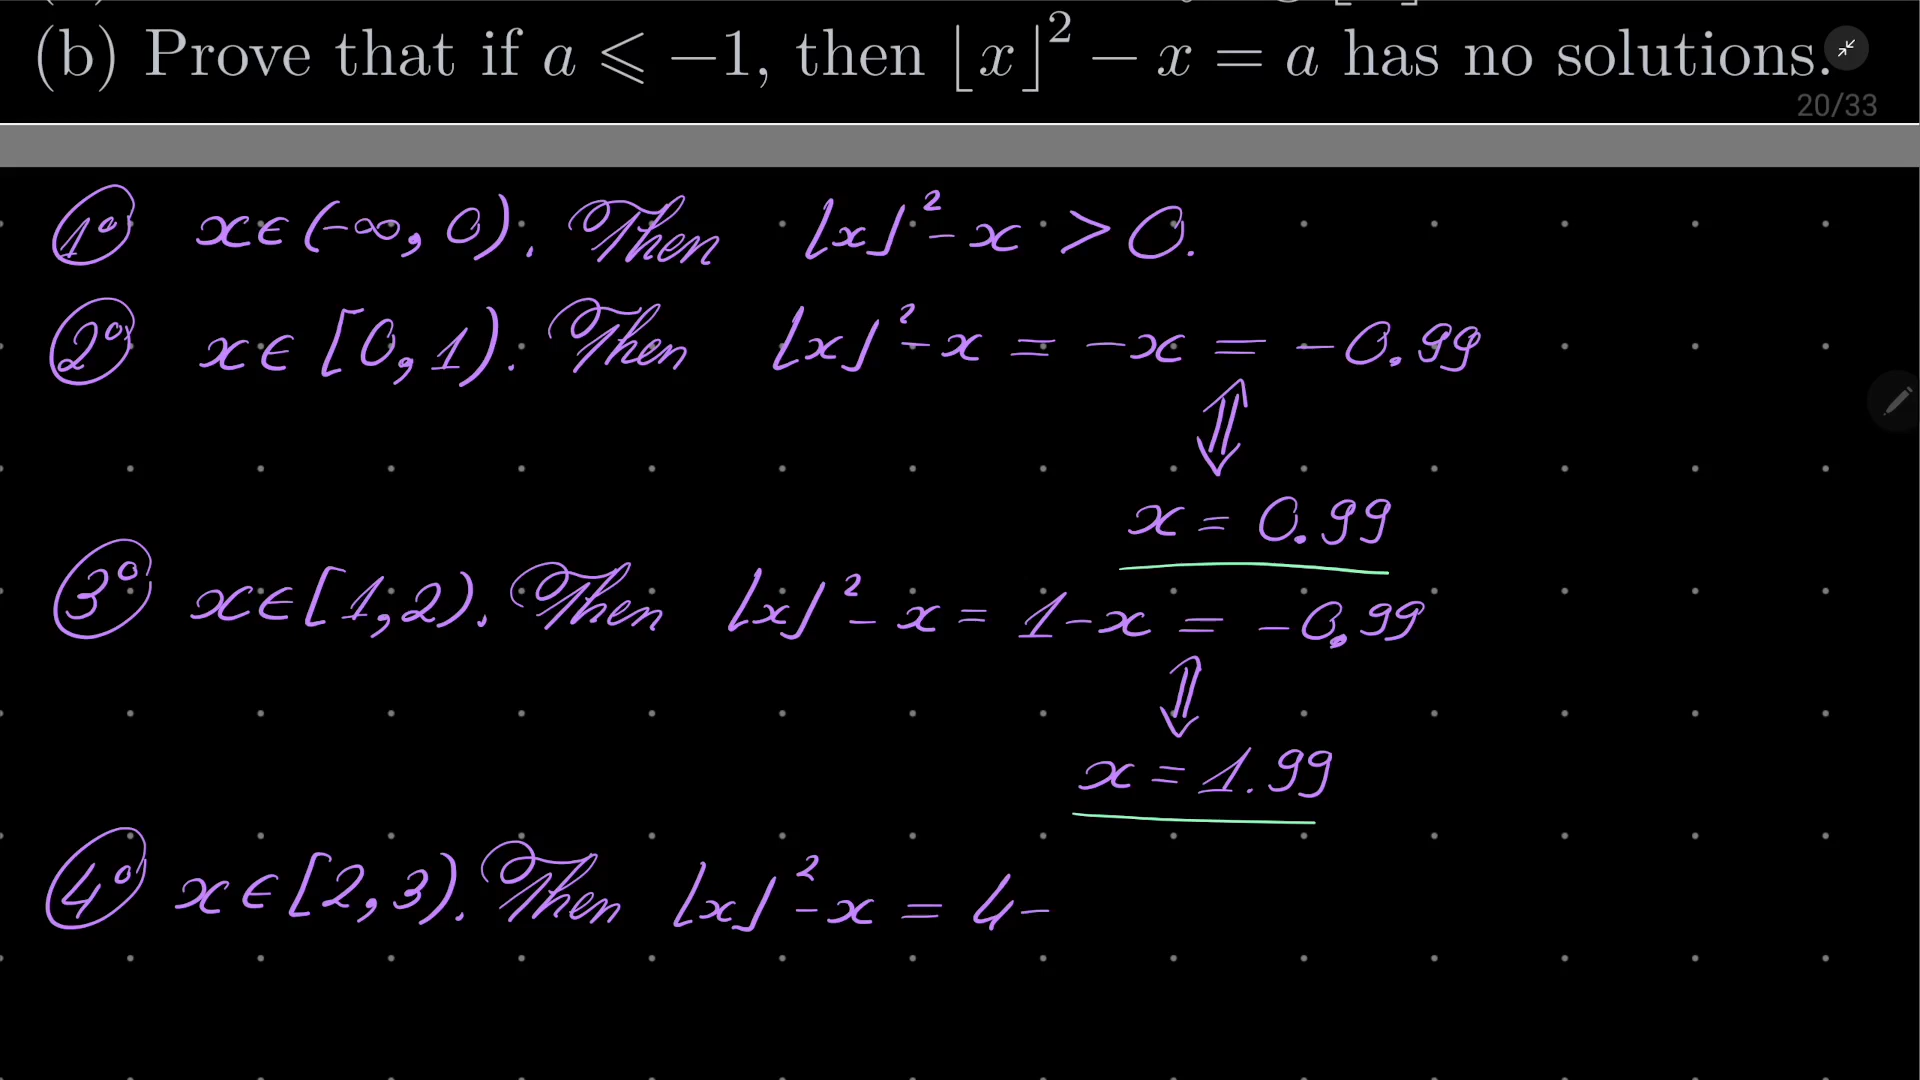 (b) Prove that if a ⩽ −1, then ⌊x⌋² − x = a has no solutions.
20/33
1° x∈(-∞, 0). Then ⌊x⌋² - x > 0.
2° x∈ [0, 1). Then ⌊x⌋² - x = -x = -0.99
⇕
x = 0.99
3° x∈[1,2). Then ⌊x⌋² - x = 1-x = -0.99
⇕
x = 1.99
4° x∈[2,3). Then ⌊x⌋² - x = 4-